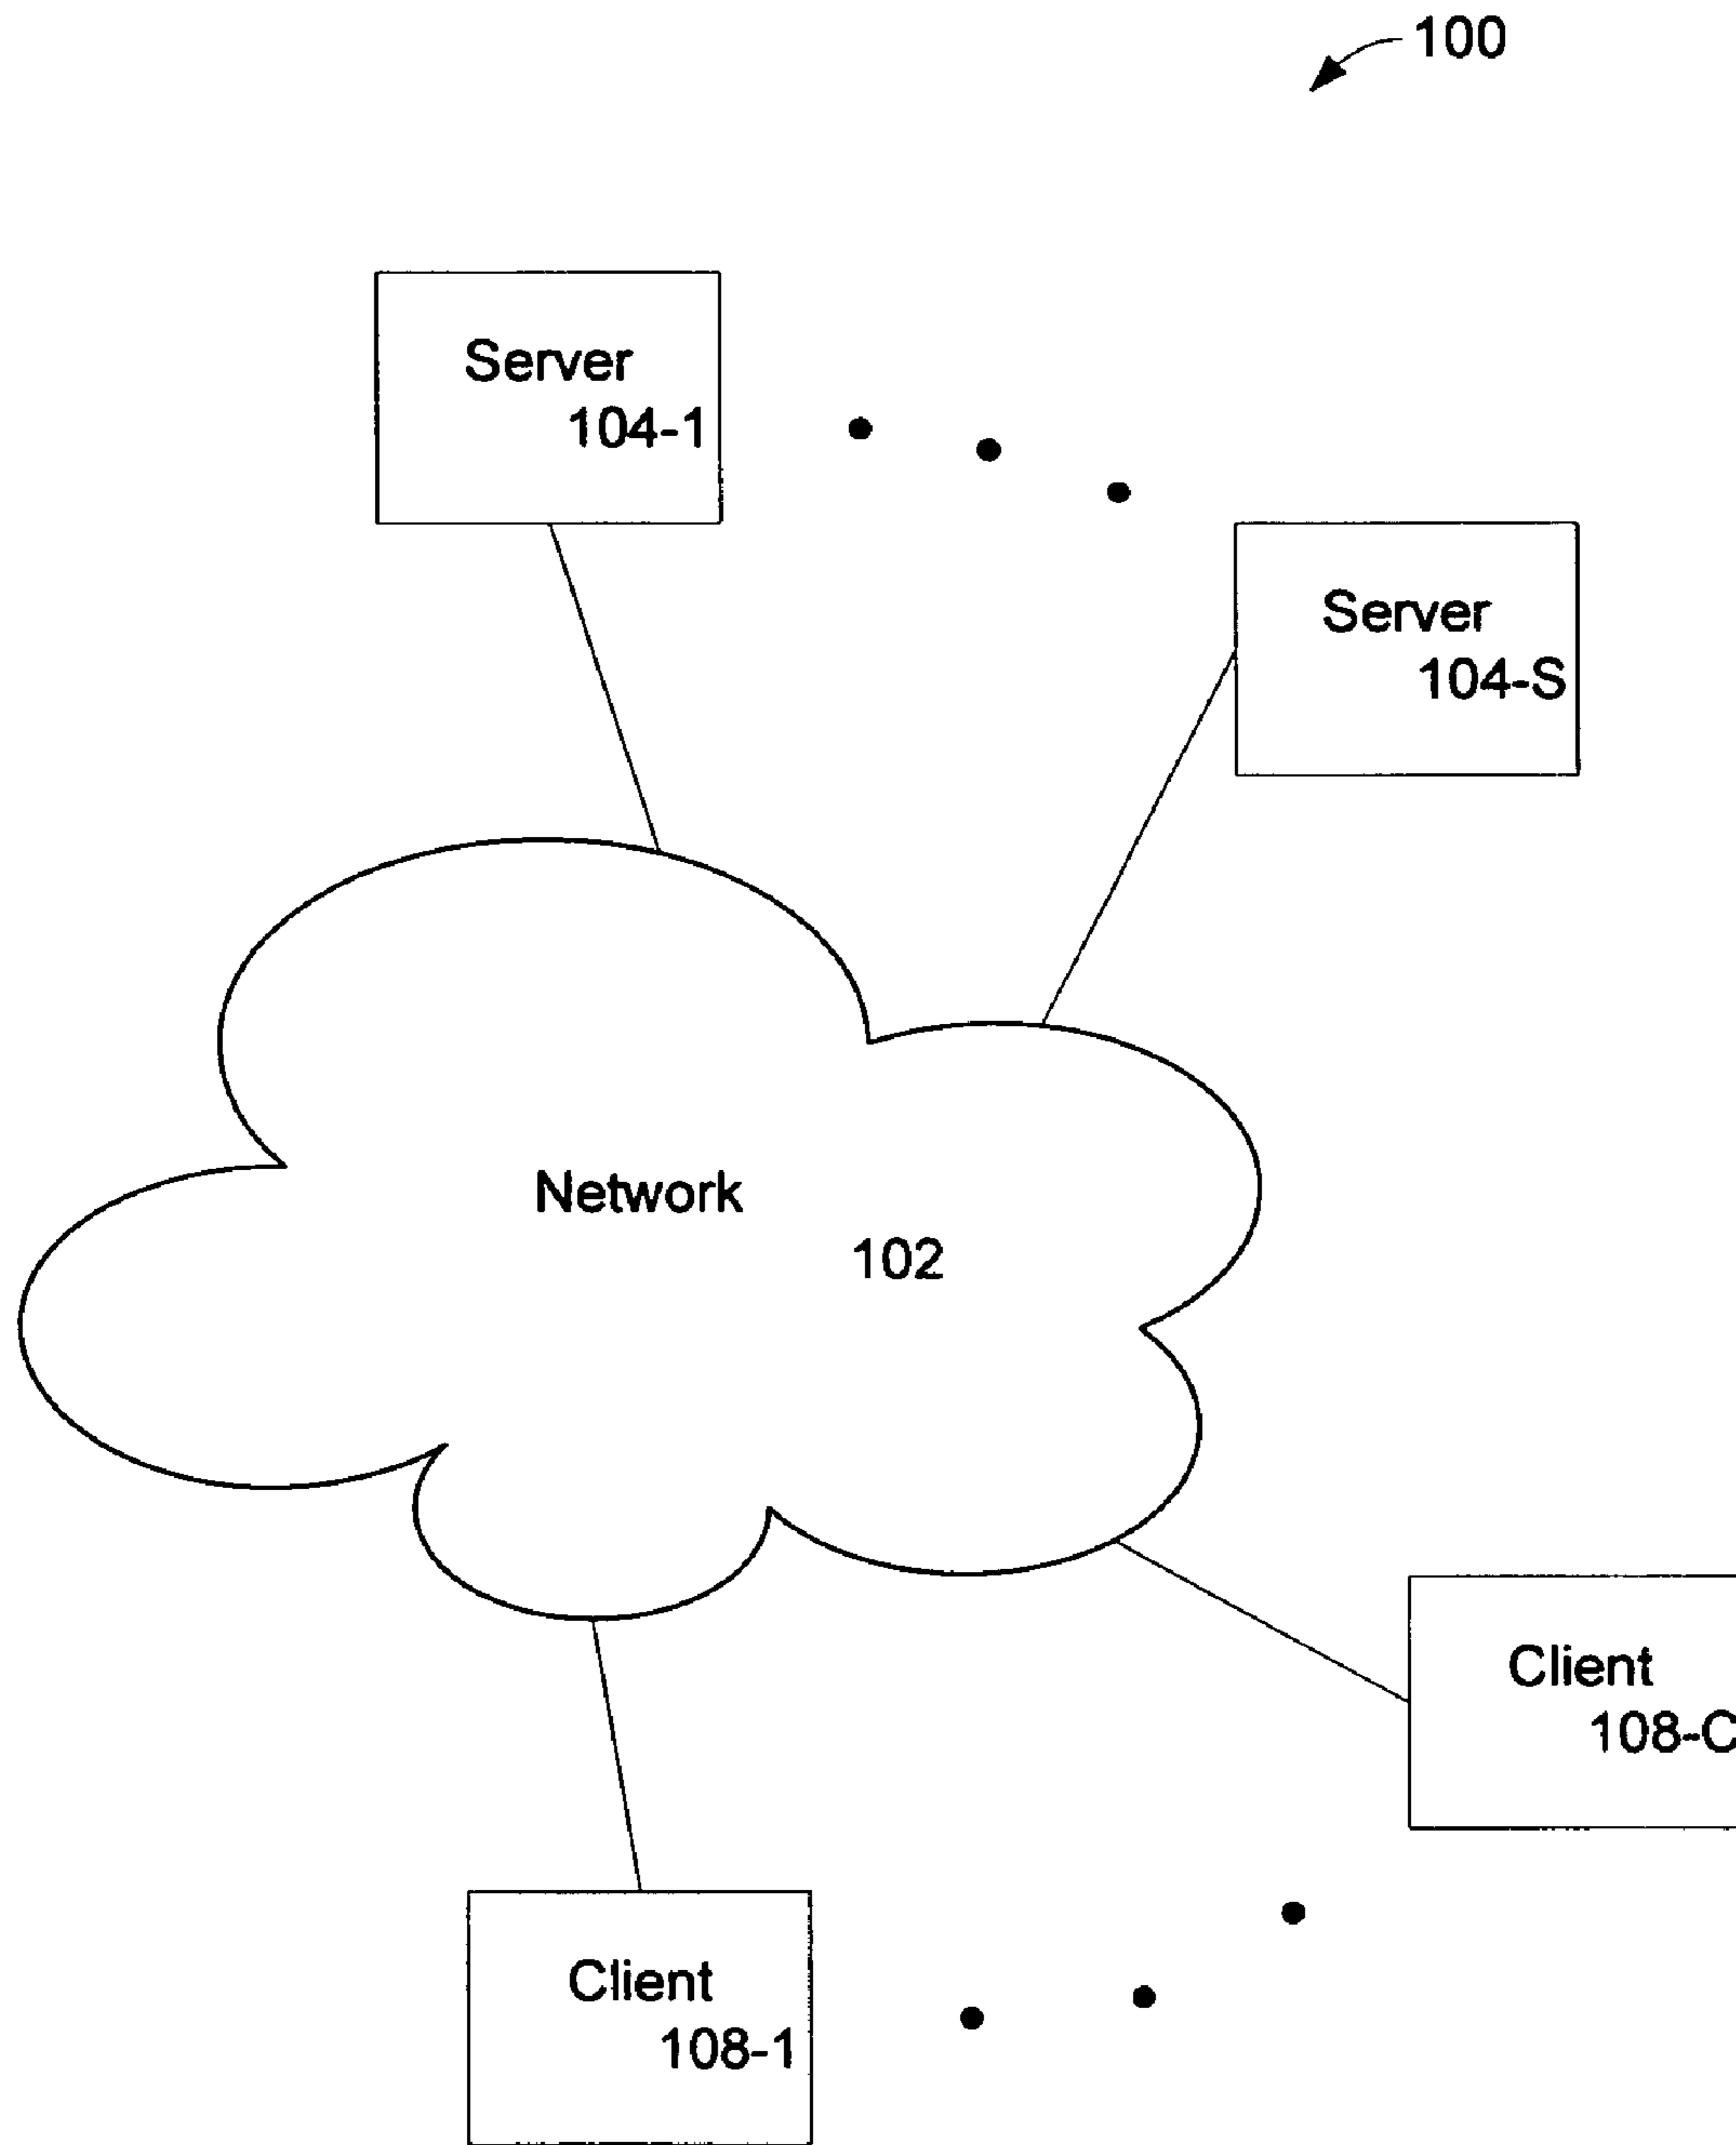 100
Server
104-1
Server
104-S
Network
102
Client
108-C
Client
108-1